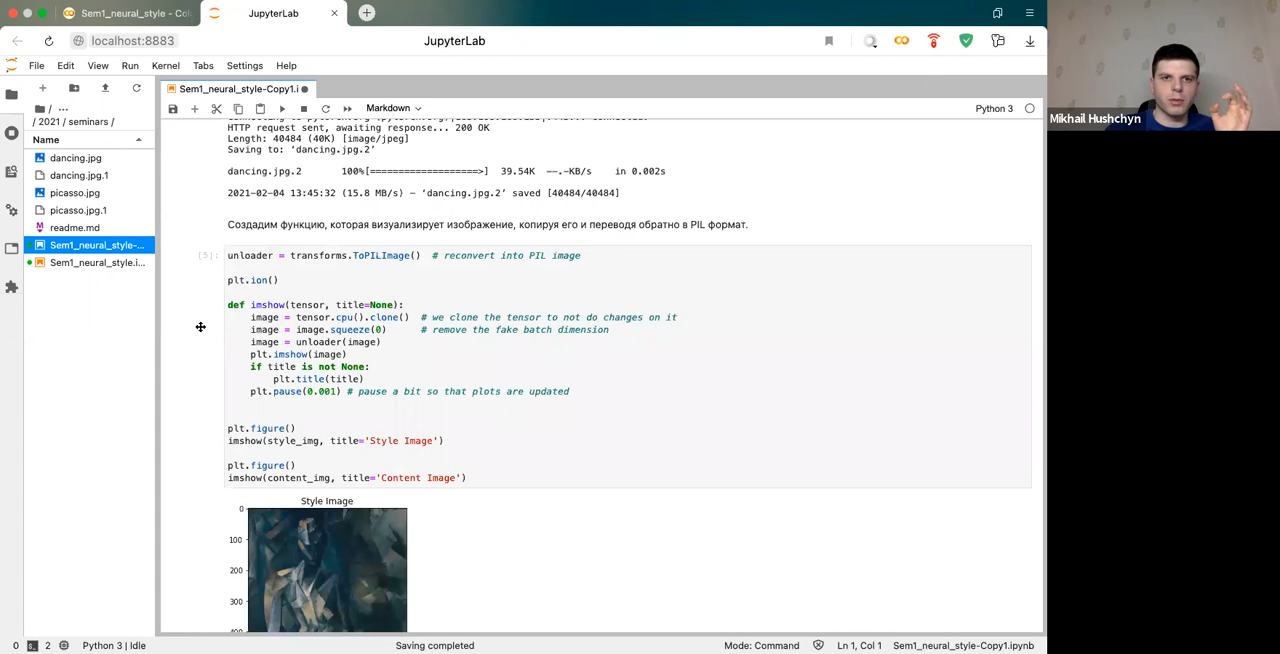 Sem1_neural_style - Co
JupyterLab
localhost:8883
JupyterLab
File Edit View Run Kernel Tabs Settings Help
Sem1_neural_style-Copy1.i
Markdown
Python 3
/ ...
/ 2021 / seminars /
Name
dancing.jpg
dancing.jpg.1
picasso.jpg
picasso.jpg.1
readme.md
Sem1_neural_style-...
Sem1_neural_style.i...
HTTP request sent, awaiting response... 200 OK
Length: 40484 (40K) [image/jpeg]
Saving to: ‘dancing.jpg.2’
dancing.jpg.2 100%[===================>] 39.54K --.-KB/s in 0.002s
2021-02-04 13:45:32 (15.8 MB/s) - ‘dancing.jpg.2’ saved [40484/40484]
Создадим функцию, которая визуализирует изображение, копируя его и переводя обратно в PIL формат.
[5]:
unloader = transforms.ToPILImage() # reconvert into PIL image
plt.ion()
def imshow(tensor, title=None):
image = tensor.cpu().clone() # we clone the tensor to not do changes on it
image = image.squeeze(0) # remove the fake batch dimension
image = unloader(image)
plt.imshow(image)
if title is not None:
plt.title(title)
plt.pause(0.001) # pause a bit so that plots are updated
plt.figure()
imshow(style_img, title='Style Image')
plt.figure()
imshow(content_img, title='Content Image')
Style Image
0
100
200
300
Mikhail Hushchyn
0 2 Python 3 | Idle Saving completed Mode: Command Ln 1, Col 1 Sem1_neural_style-Copy1.ipynb